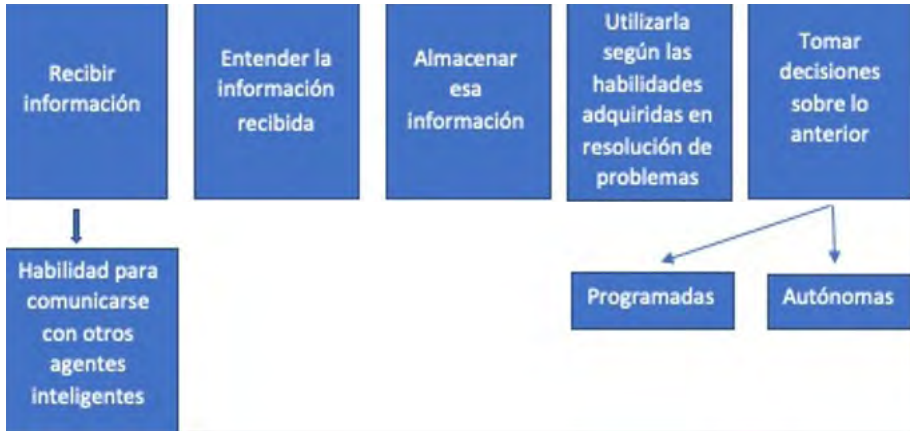 Recibir
información
Entender la
información
recibida
Almacenar
esa
información
Utilizarla
según las
habilidades
adquiridas en
resolución de
problemas
Tomar
decisiones
sobre lo
anterior
Habilidad para
comunicarse
con otros
agentes
inteligentes
Programadas
Autónomas